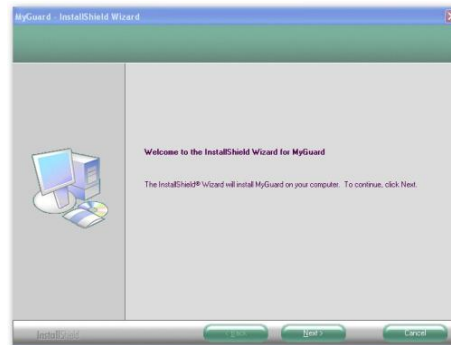 MyGuard - InstallShield Wizard
Welcome to the InstallShield Wizard for MyGuard
The InstallShield® Wizard will install MyGuard on your computer. To continue, click Next.
InstallShield
< Back
Next >
Cancel